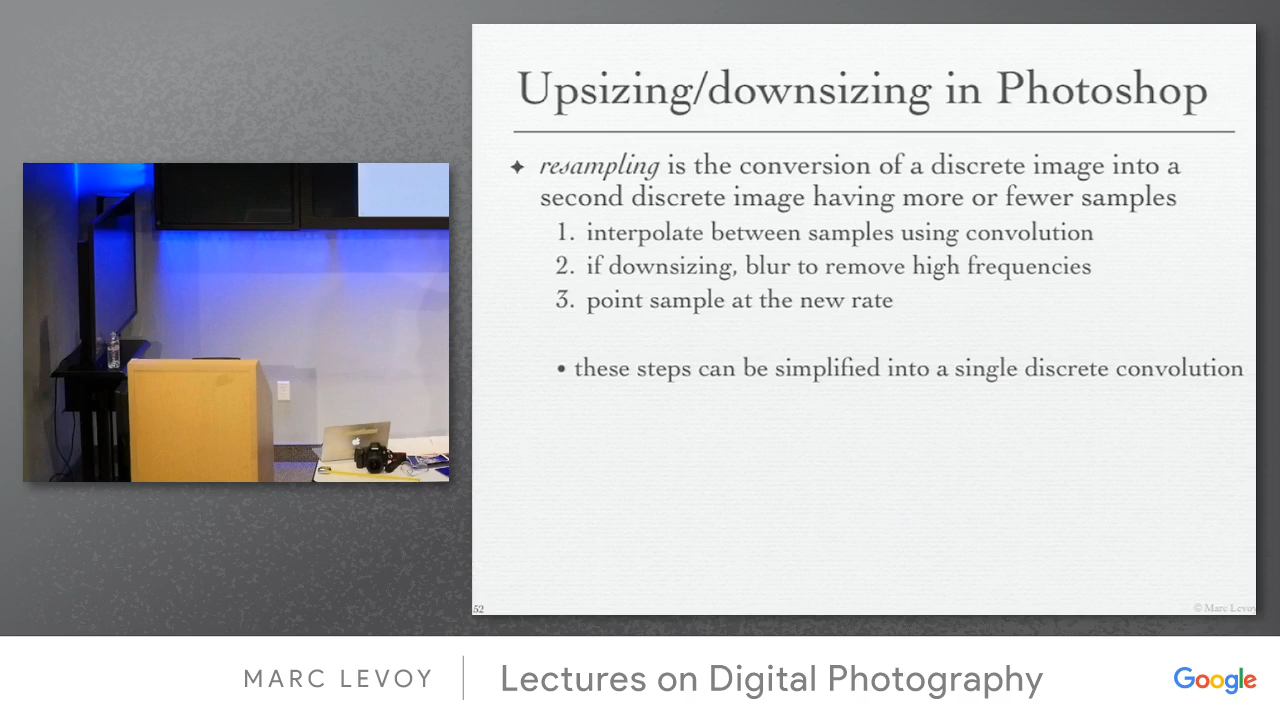 Upsizing/downsizing in Photoshop
✦ resampling is the conversion of a discrete image into a
second discrete image having more or fewer samples
1. interpolate between samples using convolution
2. if downsizing, blur to remove high frequencies
3. point sample at the new rate
• these steps can be simplified into a single discrete convolution
52
© Marc Levoy
MARC LEVOY
Lectures on Digital Photography
Google